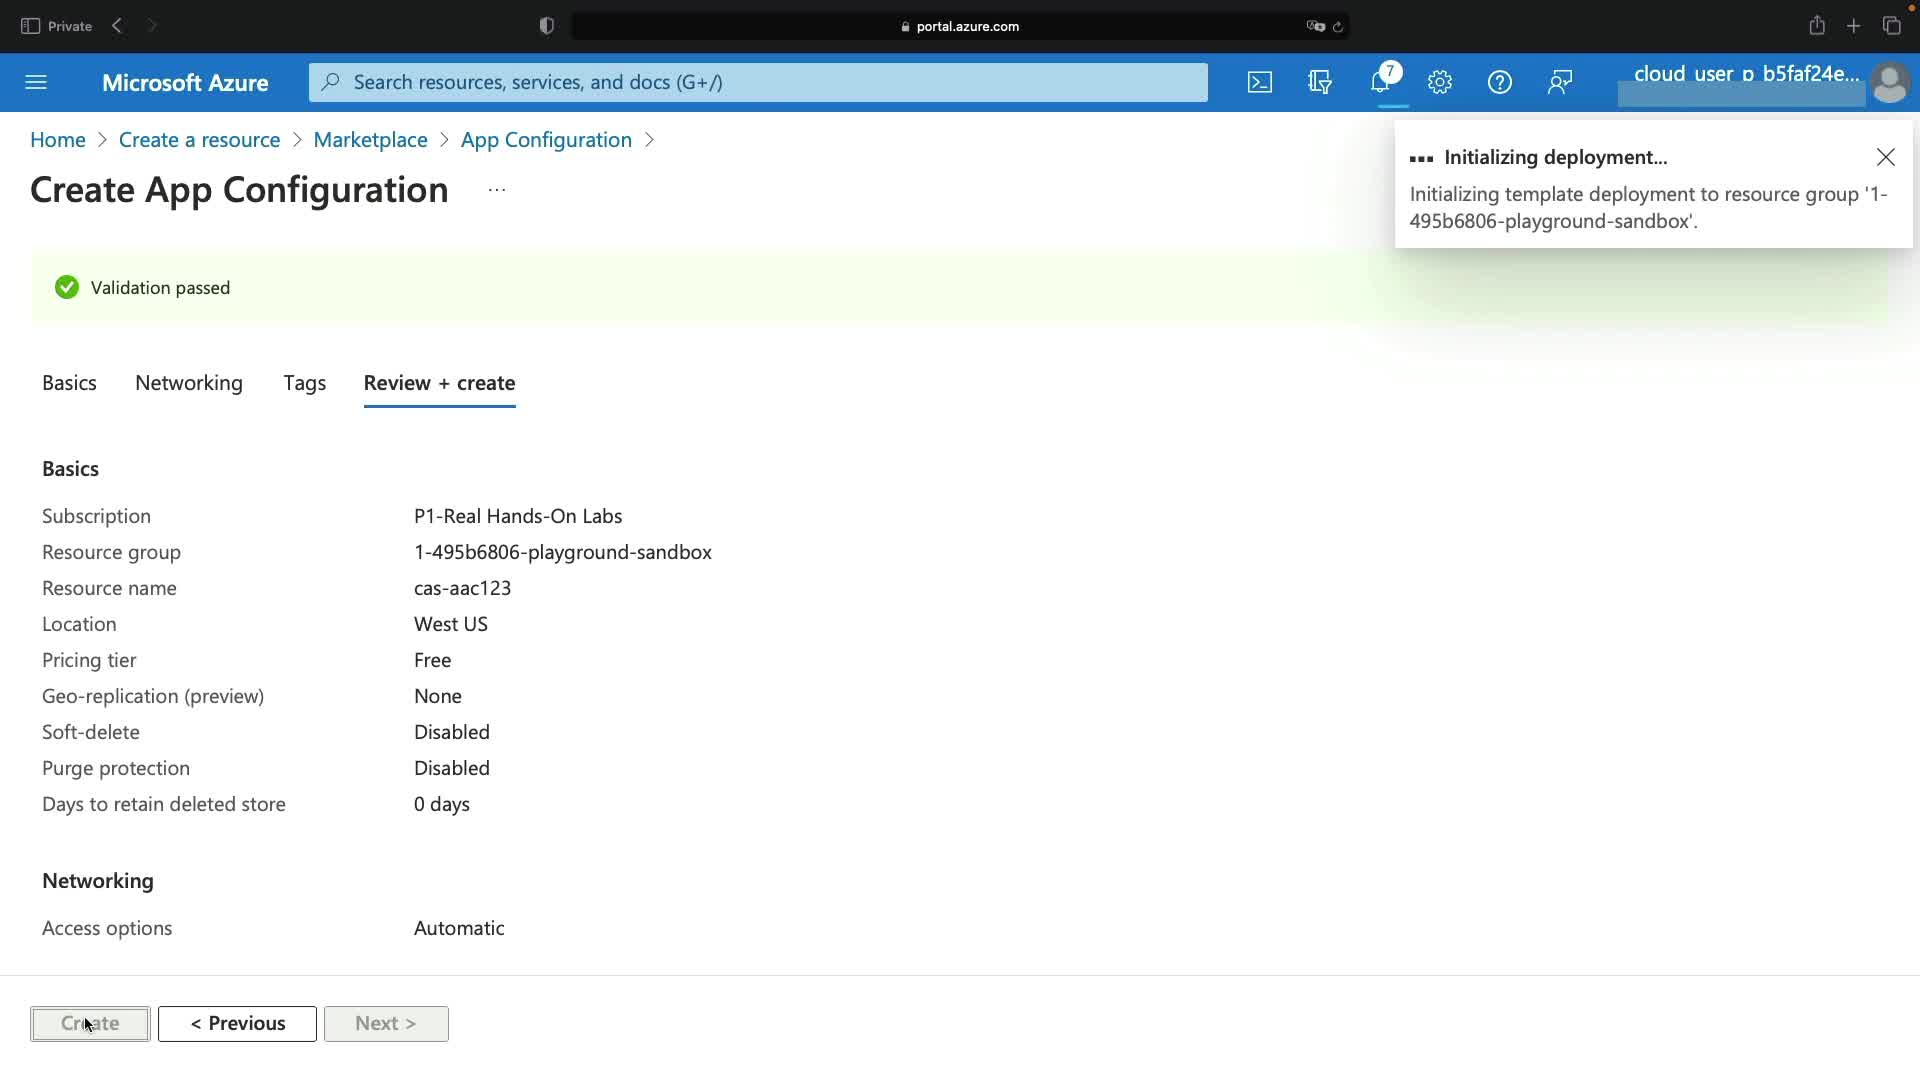 Private
portal.azure.com
Microsoft Azure
Search resources, services, and docs (G+/)
7
cloud_user_p_b5faf24e...
Home > Create a resource > Marketplace > App Configuration >
Create App Configuration ...
Initializing deployment...
Initializing template deployment to resource group '1-
495b6806-playground-sandbox'.
Validation passed
Basics Networking Tags Review + create
Basics
Subscription P1-Real Hands-On Labs
Resource group 1-495b6806-playground-sandbox
Resource name cas-aac123
Location West US
Pricing tier Free
Geo-replication (preview) None
Soft-delete Disabled
Purge protection Disabled
Days to retain deleted store 0 days
Networking
Access options Automatic
Create < Previous Next >